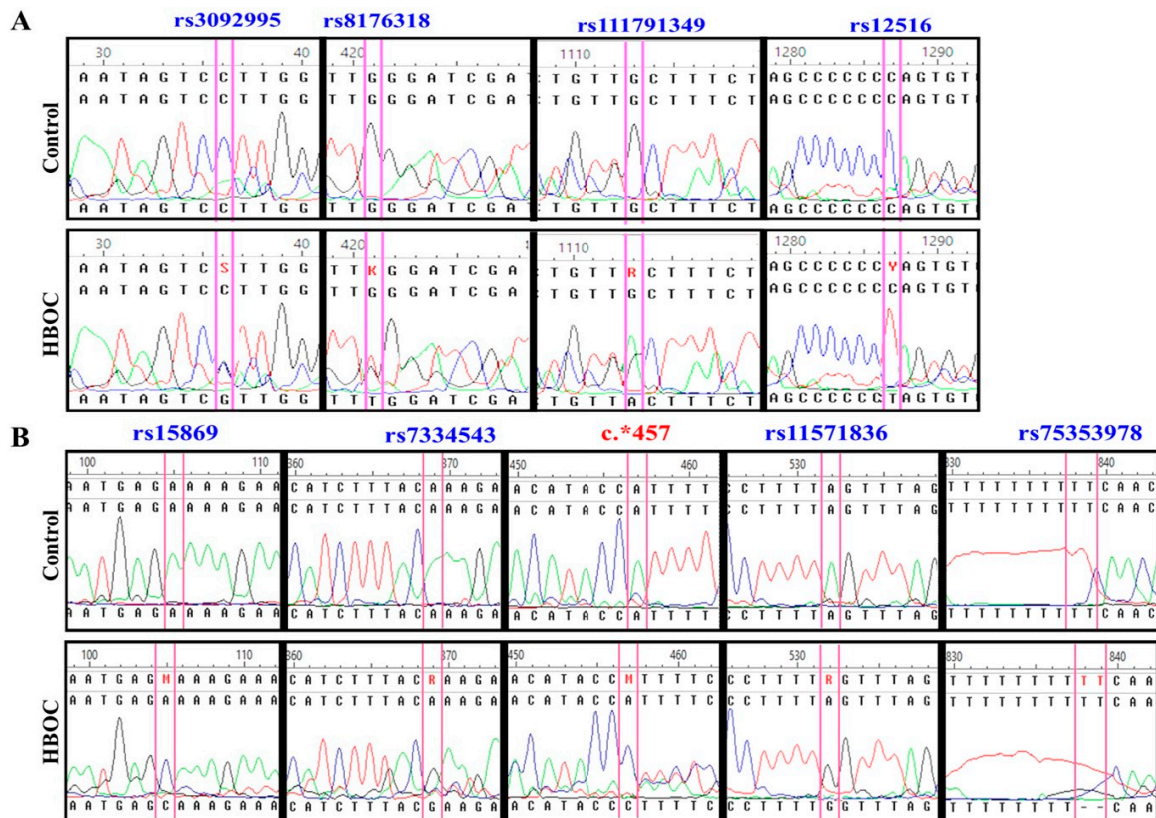 A
rs3092995 rs8176318 rs111791349 rs12516
Control
30 40 420 1110 1280 1290
A A T A G T C C T T G G T T G G G A T C G A T C T G T T G C T T T C T A G C C C C C C C A G T G T
A A T A G T C C T T G G T T G G G A T C G A T C T G T T G C T T T C T A G C C C C C C C A G T G T
A A T A G T C C T T G G T T G G G A T C G A T C T G T T G C T T T C T A G C C C C C C C A G T G T
HBOC
30 40 420 1110 1280 1290
A A T A G T C S T T G G T T K G G A T C G A T G T T R C T T T C T A G C C C C C C Y A G T G T
A A T A G T C C T T G G T T G G G A T C G A T G T T G C T T T C T A G C C C C C C C A G T G T
A A T A G T C G T T G G T T T G G A T C G A C T G T T A C T T T C T A G C C C C C C T A G T G T
B
rs15869 rs7334543 c.*457 rs11571836 rs75353978
Control
100 110 360 370 450 460 530 830 840
A A T G A G A A A A G A A C A T C T T T A C A A A G A A C A T A C C A T T T T C C T T T T A G T T T A G T T T T T T T T T T T C A A C
A A T G A G A A A A G A A C A T C T T T A C A A A G A A C A T A C C A T T T T C C T T T T A G T T T A G T T T T T T T T T T T C A A C
A A T G A G A A A A G A A C A T C T T T A C A A A G A A C A T A C C A T T T T C C T T T T A G T T T A G T T T T T T T T T T T C A A C
HBOC
100 110 360 370 450 460 530 830 840
A A T G A G M A A A G A A A C A T C T T T A C R A A G A A C A T A C C M T T T T C C C T T T T R G T T T A G T T T T T T T T T T C A A
A A T G A G A A A A G A A A C A T C T T T A C A A A G A A C A T A C C A T T T T C C C T T T T A G T T T A G T T T T T T T T T T C A A
A A T G A G C A A A G A A A C A T C T T T A C G A A G A A C A T A C C C T T T T C C C T T T T G G T T T A G T T T T T T - - C A A